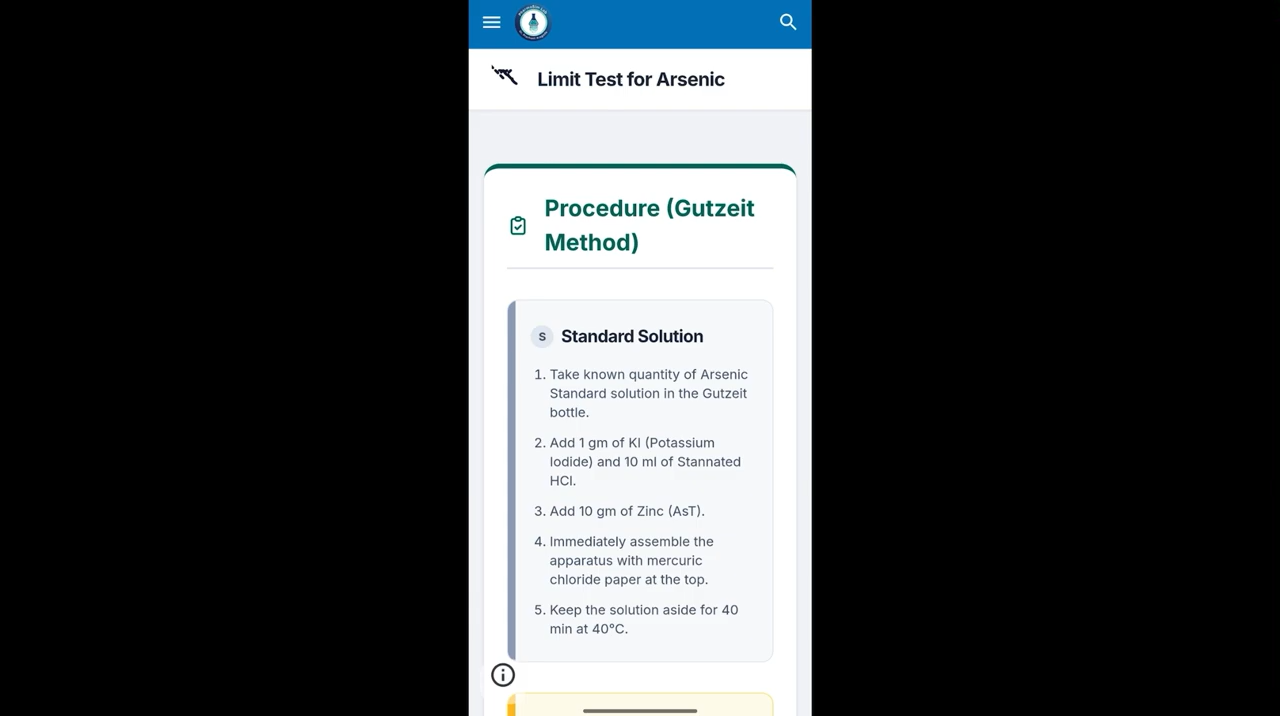 Limit Test for Arsenic
Procedure (Gutzeit
Method)
S Standard Solution
1. Take known quantity of Arsenic
Standard solution in the Gutzeit
bottle.
2. Add 1 gm of KI (Potassium
Iodide) and 10 ml of Stannated
HCl.
3. Add 10 gm of Zinc (AsT).
4. Immediately assemble the
apparatus with mercuric
chloride paper at the top.
5. Keep the solution aside for 40
min at 40°C.